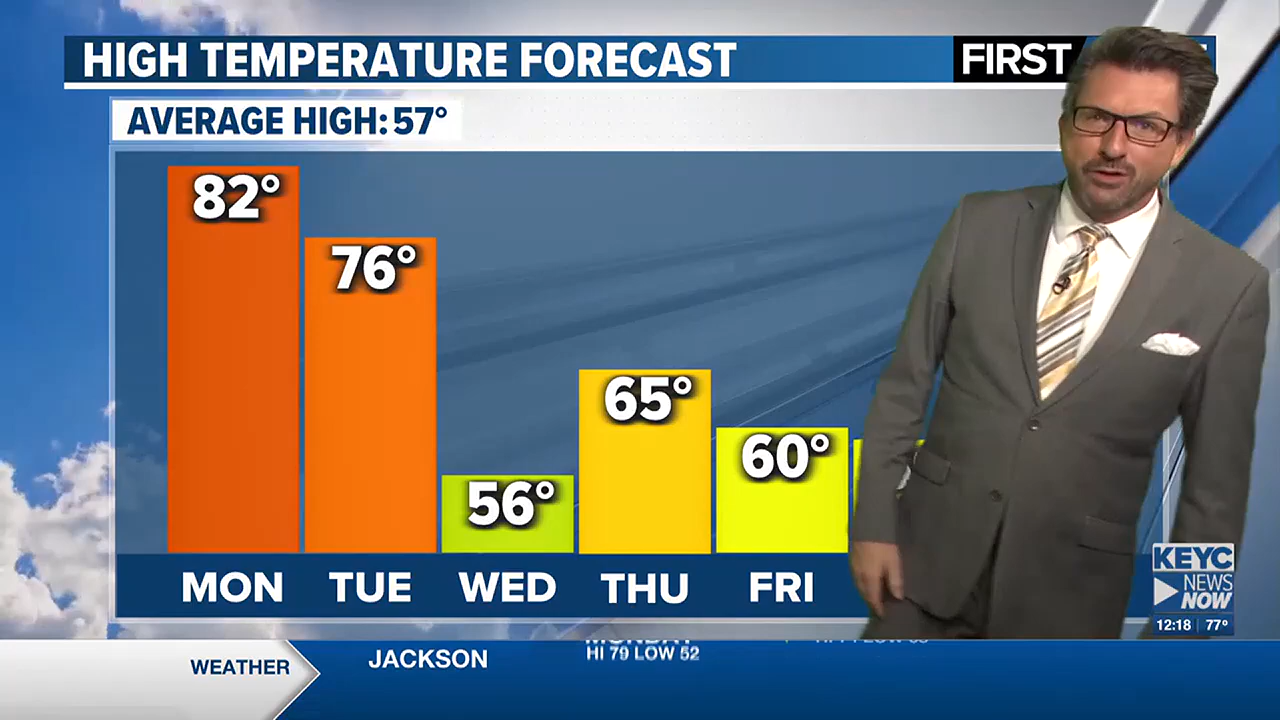 HIGH TEMPERATURE FORECAST
FIRST
AVERAGE HIGH: 57°
82°
76°
56°
65°
60°
MON TUE WED THU FRI
KEYC
NEWS
NOW
12:18 77°
WEATHER
JACKSON
MONDAY
HI 79 LOW 52